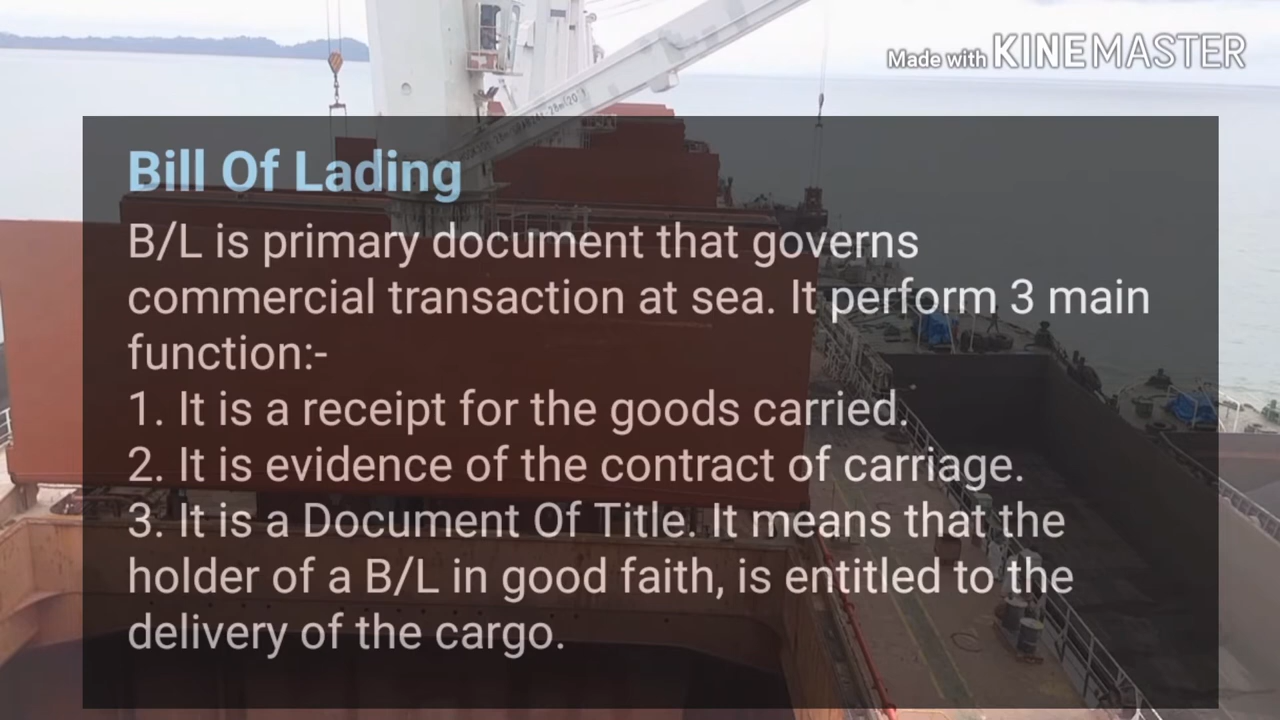 Made with KINEMASTER
Bill Of Lading
B/L is primary document that governs
commercial transaction at sea. It perform 3 main
function:-
1. It is a receipt for the goods carried.
2. It is evidence of the contract of carriage.
3. It is a Document Of Title. It means that the
holder of a B/L in good faith, is entitled to the
delivery of the cargo.